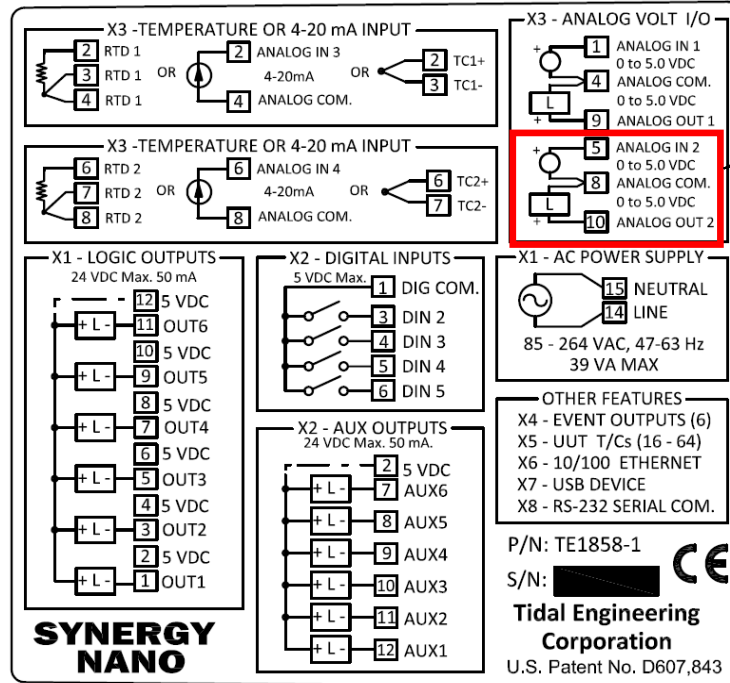 X3 -TEMPERATURE OR 4-20 mA INPUT
2 RTD 1 OR 2 ANALOG IN 3 OR 2 TC1+
3 RTD 1 4-20mA 3 TC1-
4 RTD 1 4 ANALOG COM.
X3 -TEMPERATURE OR 4-20 mA INPUT
6 RTD 2 OR 6 ANALOG IN 4 OR 6 TC2+
7 RTD 2 4-20mA 7 TC2-
8 RTD 2 8 ANALOG COM.
X3 - ANALOG VOLT I/O
+ 1 ANALOG IN 1
0 to 5.0 VDC
4 ANALOG COM.
L 0 to 5.0 VDC
+ 9 ANALOG OUT 1
+ 5 ANALOG IN 2
0 to 5.0 VDC
8 ANALOG COM.
L 0 to 5.0 VDC
+ 10 ANALOG OUT 2
X1 - LOGIC OUTPUTS
24 VDC Max. 50 mA
12 5 VDC
+ L - 11 OUT6
10 5 VDC
+ L - 9 OUT5
8 5 VDC
+ L - 7 OUT4
6 5 VDC
+ L - 5 OUT3
4 5 VDC
+ L - 3 OUT2
2 5 VDC
+ L - 1 OUT1
SYNERGY
NANO
X2 - DIGITAL INPUTS
5 VDC Max.
1 DIG COM.
3 DIN 2
4 DIN 3
5 DIN 4
6 DIN 5
X2 - AUX OUTPUTS
24 VDC Max. 50 mA.
2 5 VDC
+ L - 7 AUX6
+ L - 8 AUX5
+ L - 9 AUX4
+ L - 10 AUX3
+ L - 11 AUX2
+ L - 12 AUX1
X1 - AC POWER SUPPLY
15 NEUTRAL
14 LINE
85 - 264 VAC, 47-63 Hz
39 VA MAX
OTHER FEATURES
X4 - EVENT OUTPUTS (6)
X5 - UUT T/Cs (16 - 64)
X6 - 10/100 ETHERNET
X7 - USB DEVICE
X8 - RS-232 SERIAL COM.
P/N: TE1858-1
CE
S/N:
Tidal Engineering
Corporation
U.S. Patent No. D607,843